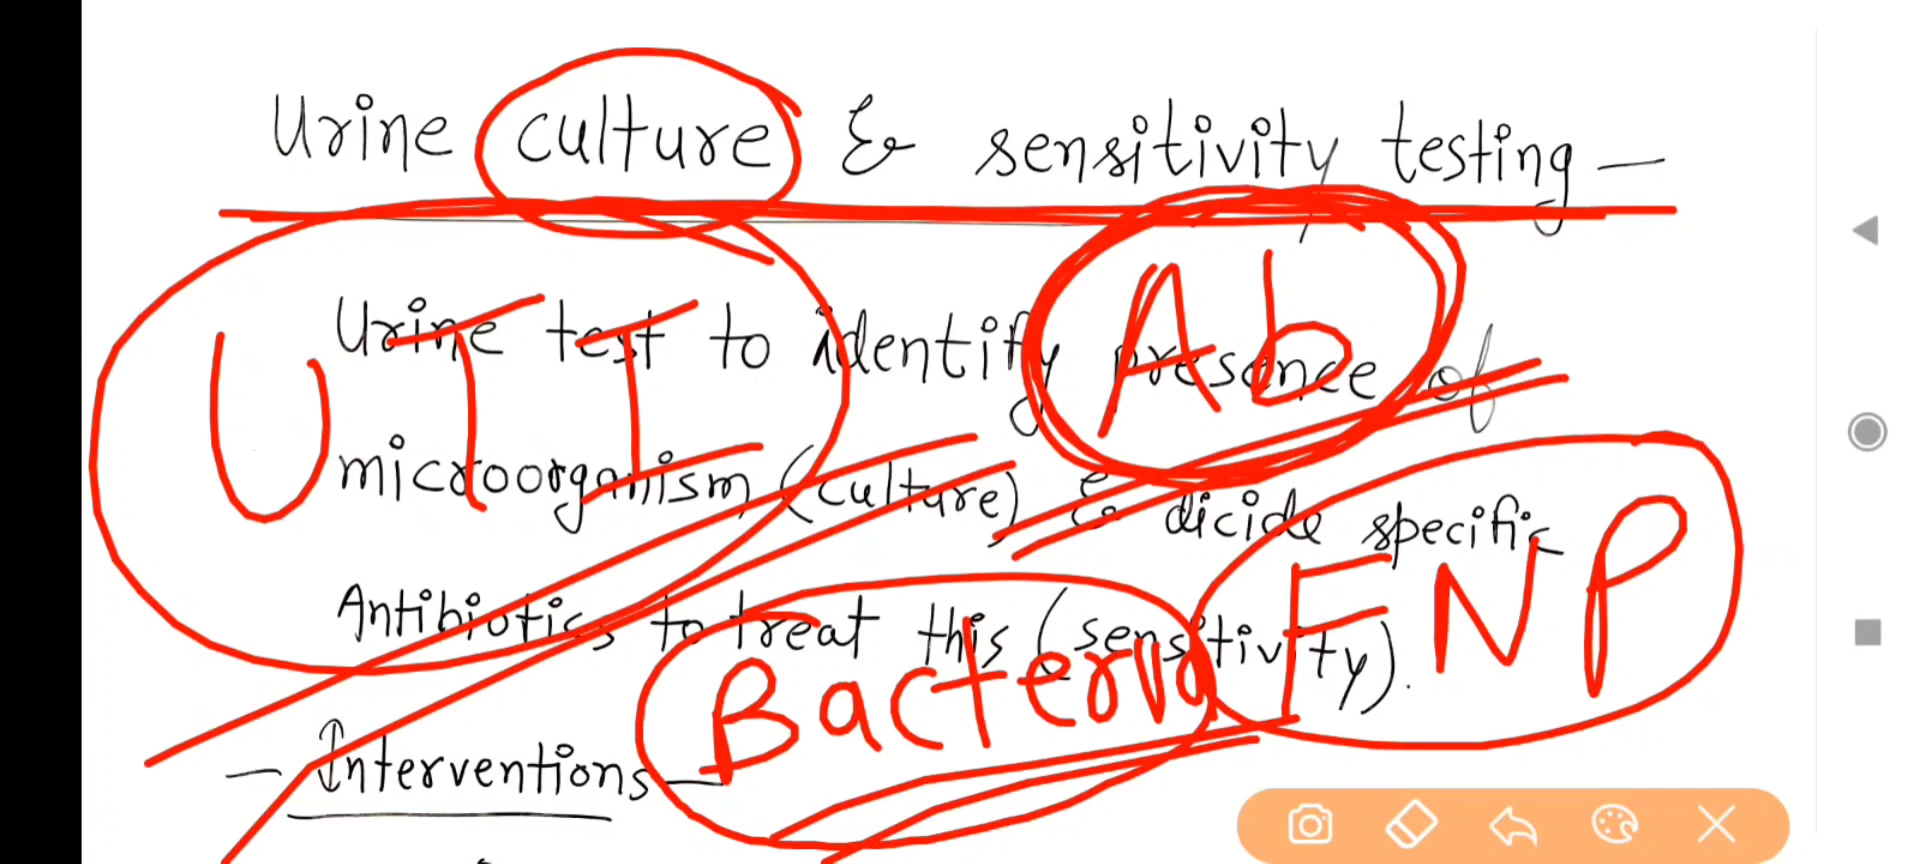 Urine culture & sensitivity testing —
Urine test to identify presence of
microorganism (culture) & dicide specific
Antibiotics to treat this (sensitivity).
— Interventions —
UTI
Ab
FNP
Bacteria